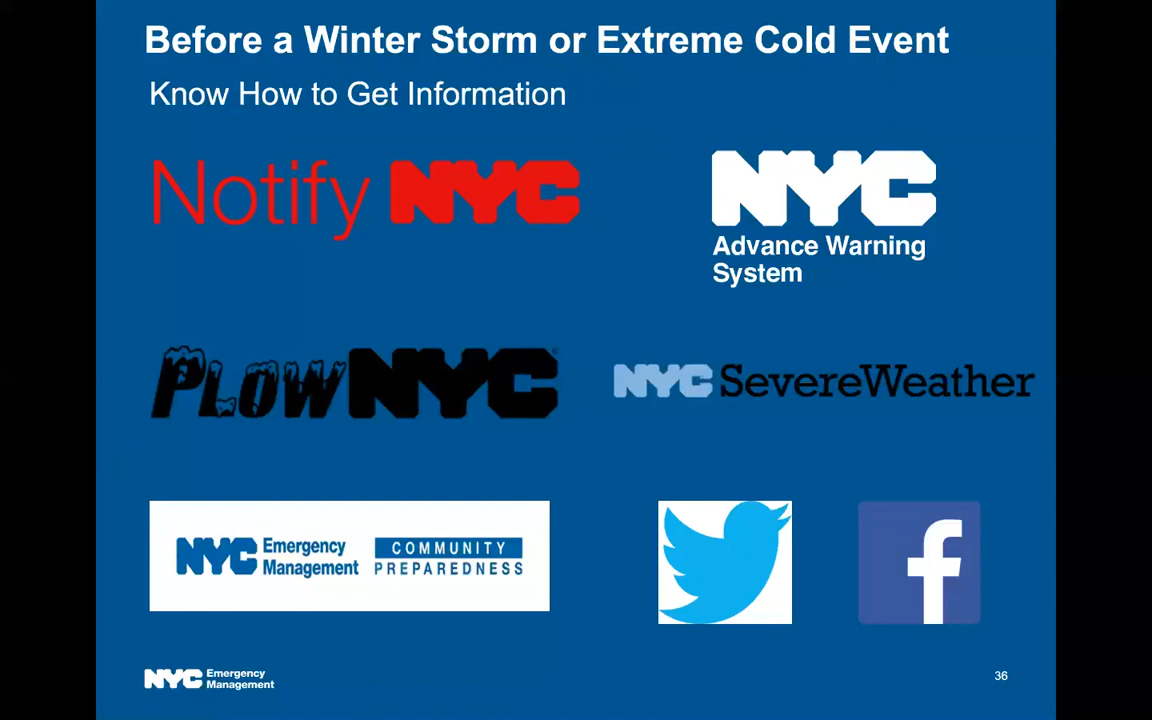 Before a Winter Storm or Extreme Cold Event
Know How to Get Information
Notify NYC
NYC
Advance Warning
System
PLOWNYC
NYC SevereWeather
NYC Emergency
Management
COMMUNITY
PREPAREDNESS
f
NYC Emergency
Management
36